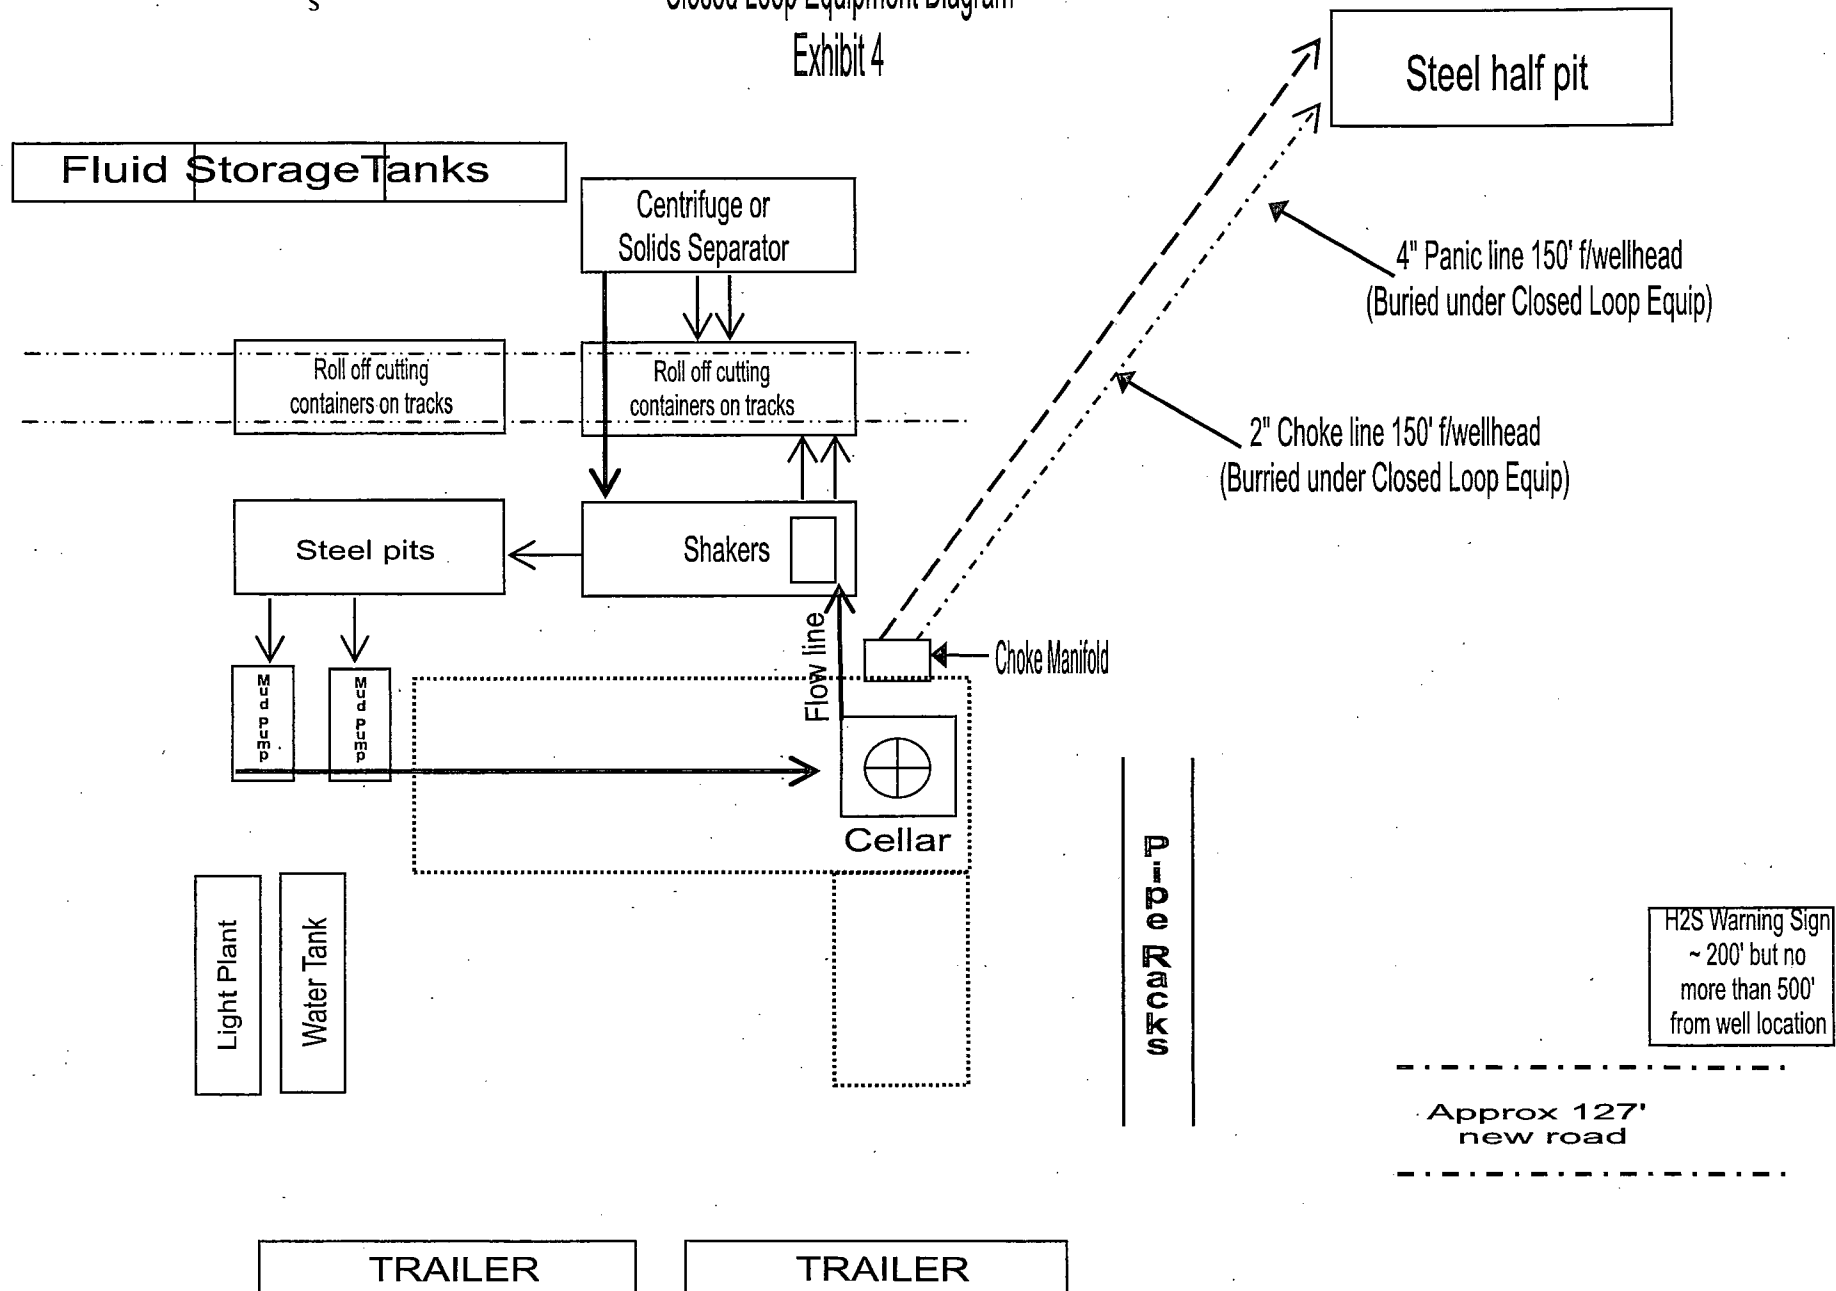 s
Closed Loop Equipment Diagram
Exhibit 4
Steel half pit
Fluid StorageTanks
Centrifuge or
Solids Separator
4" Panic line 150' f/wellhead
(Buried under Closed Loop Equip)
Roll off cutting
containers on tracks
Roll off cutting
containers on tracks
2" Choke line 150' f/wellhead
(Burried under Closed Loop Equip)
Steel pits
Shakers
Flow line
Choke Manifold
Mud Pump
Mud Pump
Cellar
Pipe Racks
Light Plant
Water Tank
H2S Warning Sign
~ 200' but no
more than 500'
from well location
Approx 127'
new road
TRAILER
TRAILER